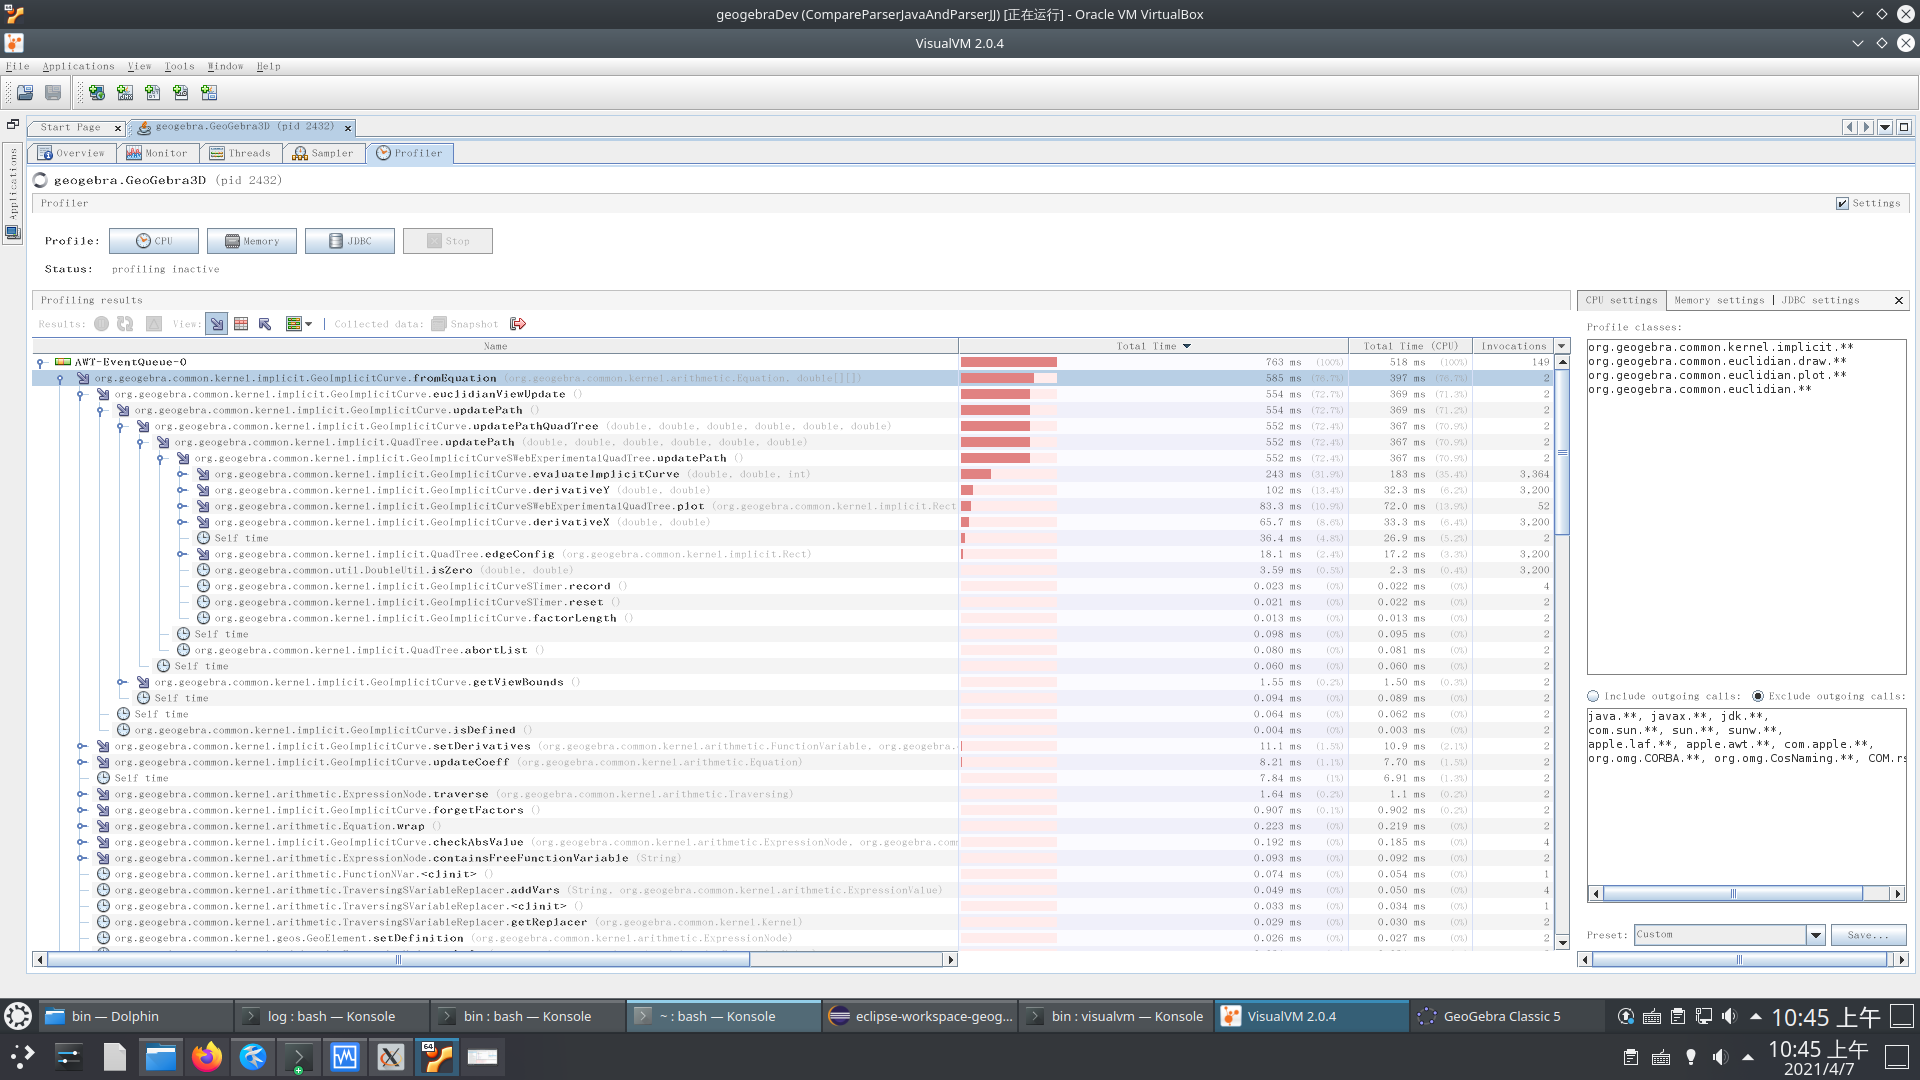 geogebraDev (CompareParserJavaAndParserJJ) [正在运行] - Oracle VM VirtualBox
VisualVM 2.0.4
File Applications View Tools Window Help
Start Page geogebra.GeoGebra3D (pid 2432)
Applications
Overview Monitor Threads Sampler Profiler
geogebra.GeoGebra3D (pid 2432)
Profiler Settings
Profile: CPU Memory JDBC Stop
Status: profiling inactive
Profiling results
CPU settings Memory settings JDBC settings
Results: View: Collected data: Snapshot
Profile classes:
org.geogebra.common.kernel.implicit.**
org.geogebra.common.euclidian.draw.**
org.geogebra.common.euclidian.plot.**
org.geogebra.common.euclidian.**
Include outgoing calls: Exclude outgoing calls:
java.**, javax.**, jdk.**,
com.sun.**, sun.**, sunw.**,
apple.laf.**, apple.awt.**, com.apple.**,
org.omg.CORBA.**, org.omg.CosNaming.**, COM.rs
Preset: Custom Save...
Name Total Time Total Time (CPU) Invocations
AWT-EventQueue-0 763 ms (100%) 518 ms (100%) 149
org.geogebra.common.kernel.implicit.GeoImplicitCurve.fromEquation (org.geogebra.common.kernel.arithmetic.Equation, double[][]) 585 ms (76.7%) 397 ms (76.7%) 2
org.geogebra.common.kernel.implicit.GeoImplicitCurve.euclidianViewUpdate () 554 ms (72.7%) 369 ms (71.3%) 2
org.geogebra.common.kernel.implicit.GeoImplicitCurve.updatePath () 554 ms (72.7%) 369 ms (71.2%) 2
org.geogebra.common.kernel.implicit.GeoImplicitCurve.updatePathQuadTree (double, double, double, double, double, double) 552 ms (72.4%) 367 ms (70.9%) 2
org.geogebra.common.kernel.implicit.QuadTree.updatePath (double, double, double, double, double, double) 552 ms (72.4%) 367 ms (70.9%) 2
org.geogebra.common.kernel.implicit.GeoImplicitCurve$WebExperimentalQuadTree.updatePath () 552 ms (72.4%) 367 ms (70.9%) 2
org.geogebra.common.kernel.implicit.GeoImplicitCurve.evaluateImplicitCurve (double, double, int) 243 ms (31.9%) 183 ms (35.4%) 3,364
org.geogebra.common.kernel.implicit.GeoImplicitCurve.derivativeY (double, double) 102 ms (13.4%) 32.3 ms (6.2%) 3,200
org.geogebra.common.kernel.implicit.GeoImplicitCurve$WebExperimentalQuadTree.plot (org.geogebra.common.kernel.implicit.Rect 83.3 ms (10.9%) 72.0 ms (13.9%) 52
org.geogebra.common.kernel.implicit.GeoImplicitCurve.derivativeX (double, double) 65.7 ms (8.6%) 33.3 ms (6.4%) 3,200
Self time 36.4 ms (4.8%) 26.9 ms (5.2%) 2
org.geogebra.common.kernel.implicit.QuadTree.edgeConfig (org.geogebra.common.kernel.implicit.Rect) 18.1 ms (2.4%) 17.2 ms (3.3%) 3,200
org.geogebra.common.util.DoubleUtil.isZero (double, double) 3.59 ms (0.5%) 2.3 ms (0.4%) 3,200
org.geogebra.common.kernel.implicit.GeoImplicitCurve$Timer.record () 0.023 ms (0%) 0.022 ms (0%) 4
org.geogebra.common.kernel.implicit.GeoImplicitCurve$Timer.reset () 0.021 ms (0%) 0.022 ms (0%) 2
org.geogebra.common.kernel.implicit.GeoImplicitCurve.factorLength () 0.013 ms (0%) 0.013 ms (0%) 2
Self time 0.098 ms (0%) 0.095 ms (0%) 2
org.geogebra.common.kernel.implicit.QuadTree.abortList () 0.080 ms (0%) 0.081 ms (0%) 2
Self time 0.060 ms (0%) 0.060 ms (0%) 2
org.geogebra.common.kernel.implicit.GeoImplicitCurve.getViewBounds () 1.55 ms (0.2%) 1.50 ms (0.3%) 2
Self time 0.094 ms (0%) 0.089 ms (0%) 2
Self time 0.064 ms (0%) 0.062 ms (0%) 2
org.geogebra.common.kernel.implicit.GeoImplicitCurve.isDefined () 0.004 ms (0%) 0.003 ms (0%) 2
org.geogebra.common.kernel.implicit.GeoImplicitCurve.setDerivatives (org.geogebra.common.kernel.arithmetic.FunctionVariable, org.geogebra. 11.1 ms (1.5%) 10.9 ms (2.1%) 2
org.geogebra.common.kernel.implicit.GeoImplicitCurve.updateCoeff (org.geogebra.common.kernel.arithmetic.Equation) 8.21 ms (1.1%) 7.70 ms (1.5%) 2
Self time 7.84 ms (1%) 6.91 ms (1.3%) 2
org.geogebra.common.kernel.arithmetic.ExpressionNode.traverse (org.geogebra.common.kernel.arithmetic.Traversing) 1.64 ms (0.2%) 1.1 ms (0.2%) 2
org.geogebra.common.kernel.implicit.GeoImplicitCurve.forgetFactors () 0.907 ms (0.1%) 0.902 ms (0.2%) 2
org.geogebra.common.kernel.arithmetic.Equation.wrap () 0.223 ms (0%) 0.219 ms (0%) 2
org.geogebra.common.kernel.implicit.GeoImplicitCurve.checkAbsValue (org.geogebra.common.kernel.arithmetic.ExpressionNode, org.geogebra.com 0.192 ms (0%) 0.185 ms (0%) 4
org.geogebra.common.kernel.arithmetic.ExpressionNode.containsFreeFunctionVariable (String) 0.093 ms (0%) 0.092 ms (0%) 2
org.geogebra.common.kernel.arithmetic.FunctionNVar.<clinit> () 0.074 ms (0%) 0.054 ms (0%) 1
org.geogebra.common.kernel.arithmetic.Traversing$VariableReplacer.addVars (String, org.geogebra.common.kernel.arithmetic.ExpressionValue) 0.049 ms (0%) 0.050 ms (0%) 4
org.geogebra.common.kernel.arithmetic.Traversing$VariableReplacer.<clinit> () 0.033 ms (0%) 0.034 ms (0%) 1
org.geogebra.common.kernel.arithmetic.Traversing$VariableReplacer.getReplacer (org.geogebra.common.kernel.Kernel) 0.029 ms (0%) 0.030 ms (0%) 2
org.geogebra.common.kernel.geos.GeoElement.setDefinition (org.geogebra.common.kernel.arithmetic.ExpressionNode) 0.026 ms (0%) 0.027 ms (0%) 2
bin — Dolphin log : bash — Konsole bin : bash — Konsole ~ : bash — Konsole eclipse-workspace-geog... bin : visualvm — Konsole VisualVM 2.0.4 GeoGebra Classic 5 10:45 上午
64
10:45 上午
2021/4/7